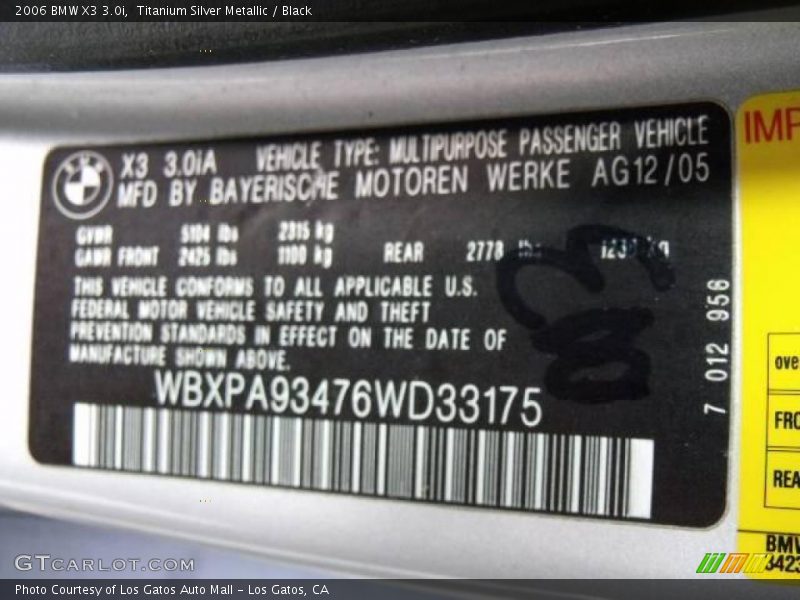 2006 BMW X3 3.0i, Titanium Silver Metallic / Black
X3 3.0iA VEHICLE TYPE: MULTIPURPOSE PASSENGER VEHICLE
MFD BY BAYERISCHE MOTOREN WERKE AG 12/05
GVWR 5104 lbs 2315 kg
GAWR FRONT 2425 lbs 1100 kg REAR 2778 lbs kg
THIS VEHICLE CONFORMS TO ALL APPLICABLE U.S.
FEDERAL MOTOR VEHICLE SAFETY AND THEFT
PREVENTION STANDARDS IN EFFECT ON THE DATE OF
MANUFACTURE SHOWN ABOVE.
WBXPA93476WD33175
7 012 956
IMP
ove
FRO
REA
BMW
3423
GTCARLOT.COM
Photo Courtesy of Los Gatos Auto Mall - Los Gatos, CA